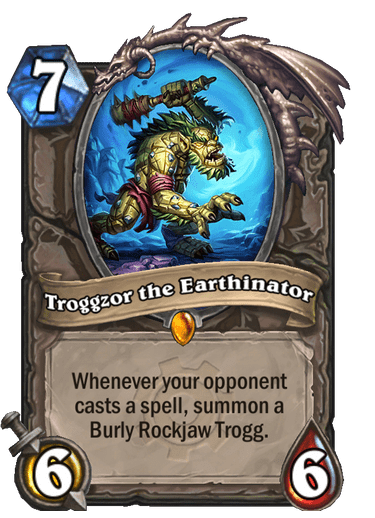 7
Troggzor the Earthinator
Whenever your opponent
casts a spell, summon a
Burly Rockjaw Trogg.
6
6